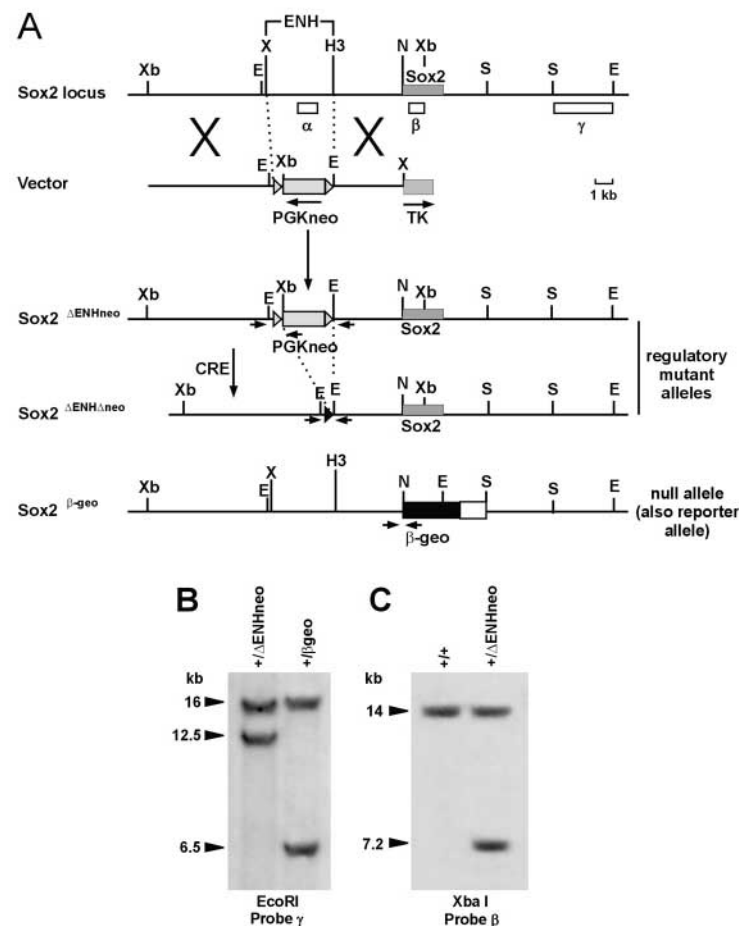 A
ENH
X H3 N Xb
Xb E Sox2 S S E
Sox2 locus
α β γ
E Xb E X
Vector
1 kb
PGKneo TK
Xb E Xb E N Xb S S E
Sox2 ΔENHneo
Sox2
PGKneo
CRE
regulatory
mutant
alleles
Xb E E N Xb S S E
Sox2 ΔENHΔneo
Sox2
Xb E X H3 N E S S E
Sox2 β-geo
β-geo
null allele
(also reporter
allele)
B
+/ΔENHneo
+/βgeo
kb
16
12.5
6.5
EcoRI
Probe γ
C
+/+
+/ΔENHneo
kb
14
7.2
Xba I
Probe β